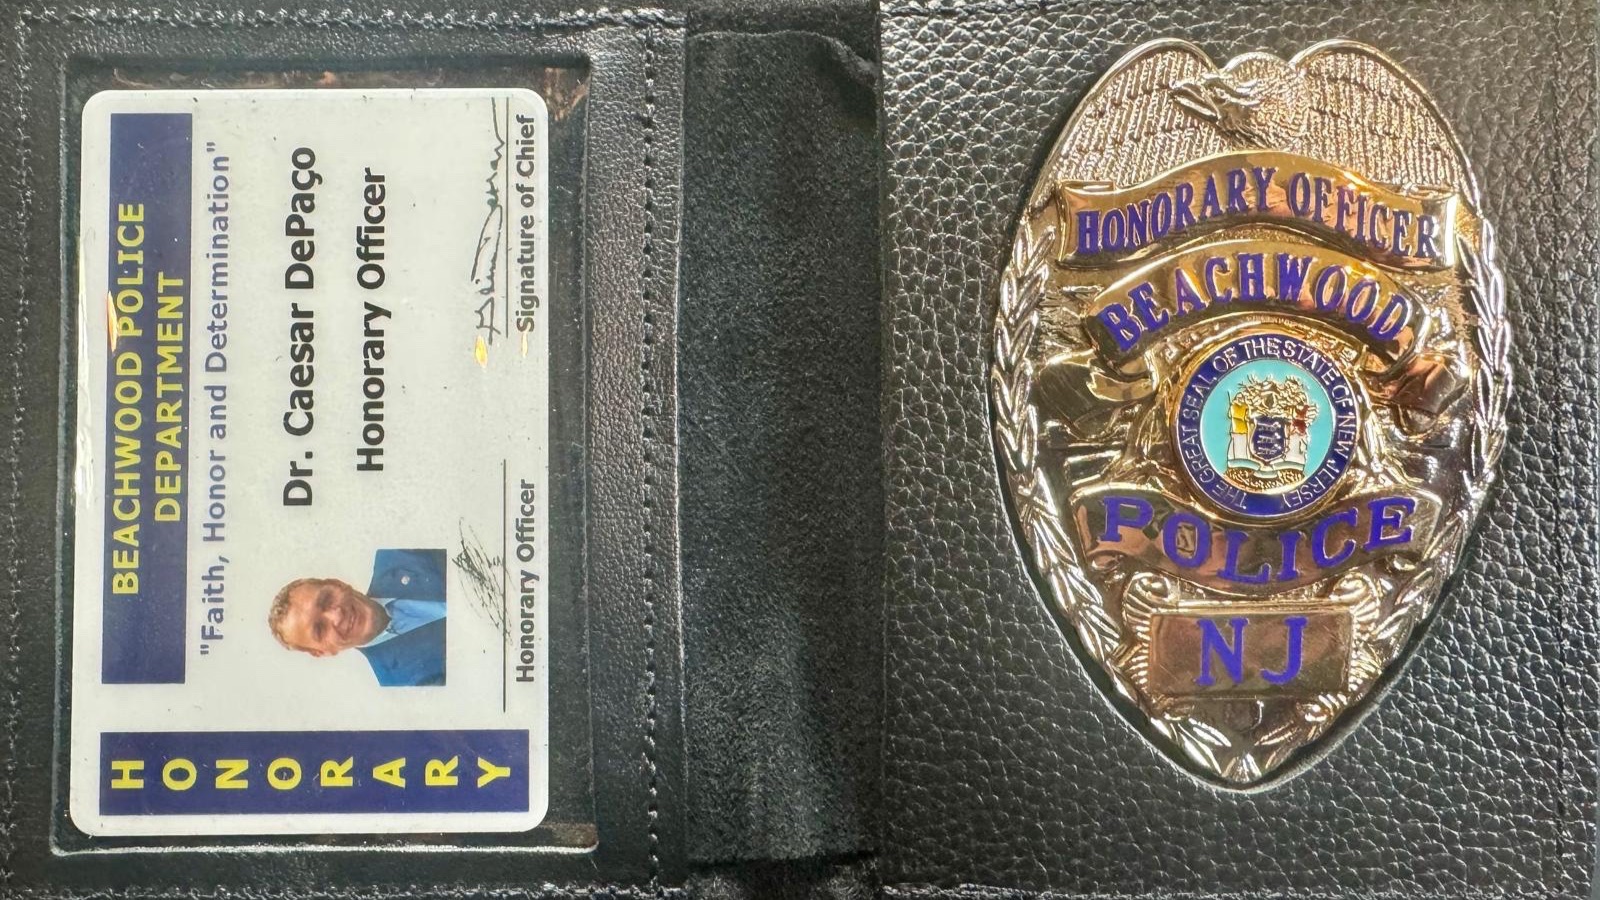 BEACHWOOD POLICE
DEPARTMENT
"Faith, Honor and Determination"
Dr. Caesar DePaço
Honorary Officer
Honorary Officer
Signature of Chief
HONORARY
HONORARY OFFICER
BEACHWOOD
THE GREAT SEAL OF THE STATE OF NEW JERSEY
POLICE
NJ